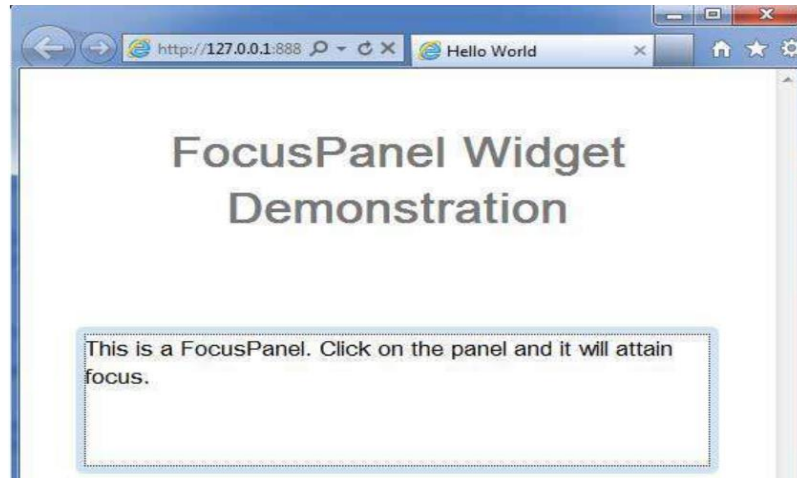 http://127.0.0.1:888
Hello World
FocusPanel Widget
Demonstration
This is a FocusPanel. Click on the panel and it will attain
focus.